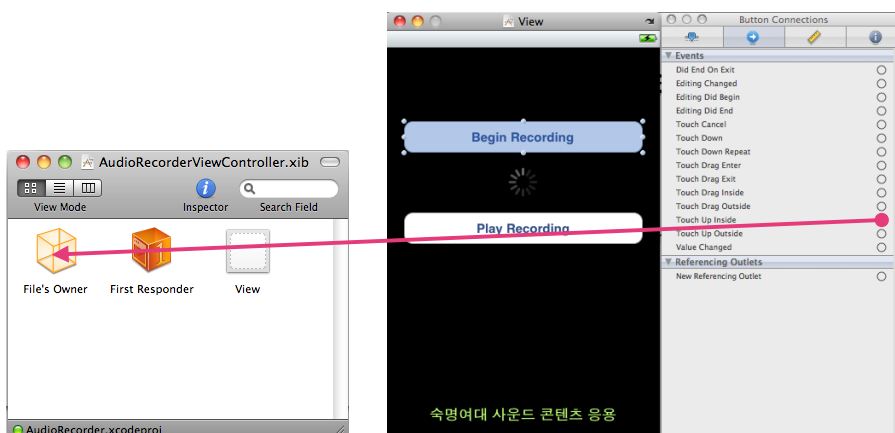 AudioRecorderViewController.xib
View Mode
Inspector
Search Field
File's Owner
First Responder
View
AudioRecorder.xcodeproj
View
Begin Recording
Play Recording
숙명여대 사운드 콘텐츠 응용
Button Connections
Events
Did End On Exit
Editing Changed
Editing Did Begin
Editing Did End
Touch Cancel
Touch Down
Touch Down Repeat
Touch Drag Enter
Touch Drag Exit
Touch Drag Inside
Touch Drag Outside
Touch Up Inside
Touch Up Outside
Value Changed
Referencing Outlets
New Referencing Outlet